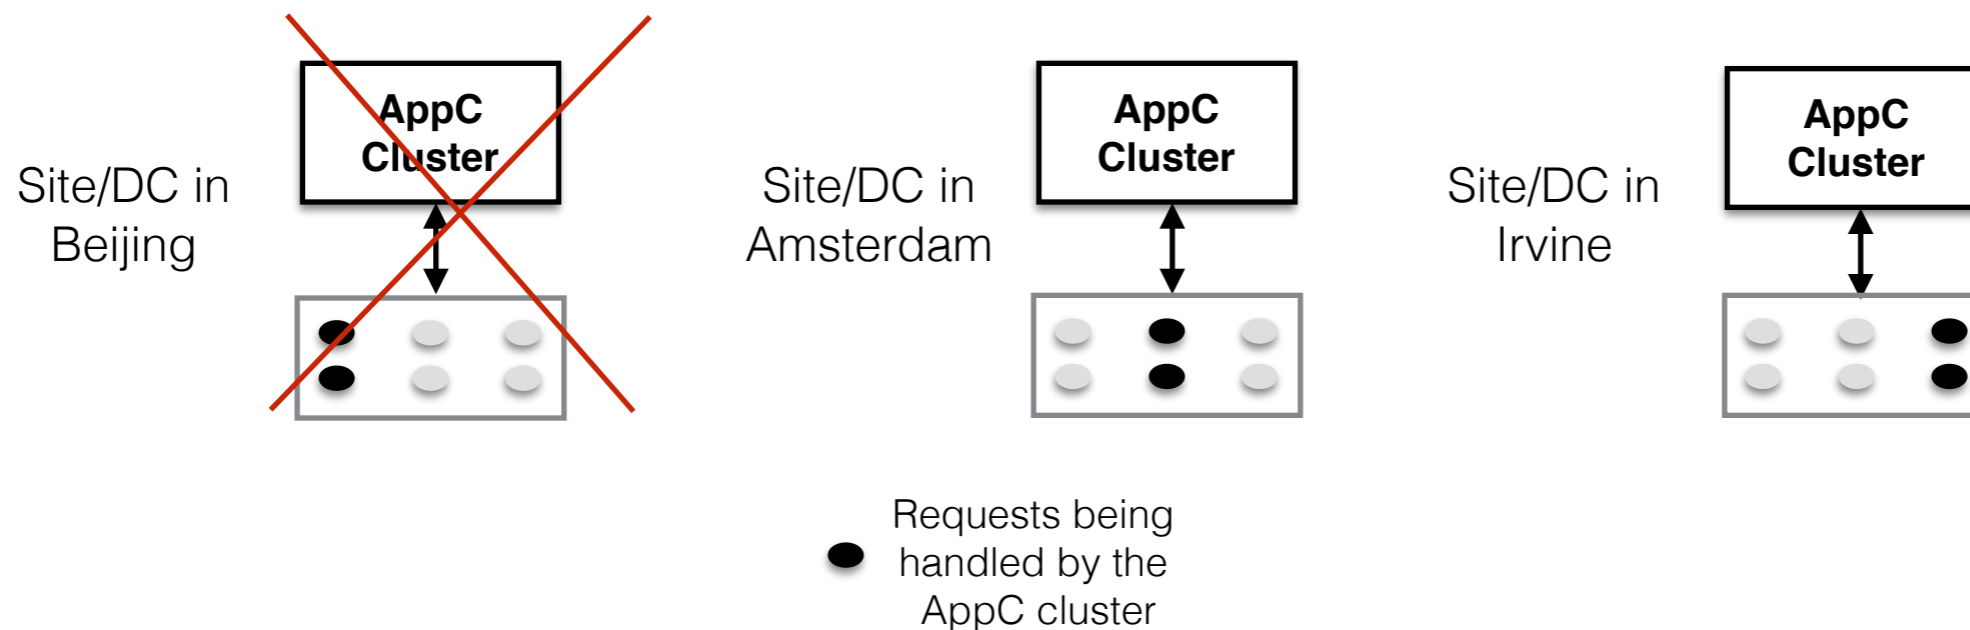 AppC
Cluster
Site/DC in
Beijing
AppC
Cluster
Site/DC in
Amsterdam
AppC
Cluster
Site/DC in
Irvine
Requests being
handled by the
AppC cluster